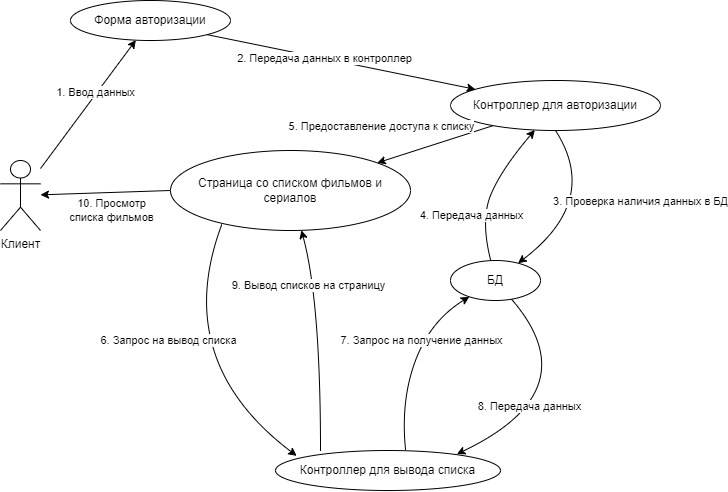 Форма авторизации
2. Передача данных в контроллер
1. Ввод данных
Контроллер для авторизации
5. Предоставление доступа к списку
Страница со списком фильмов и
сериалов
10. Просмотр
списка фильмов
4. Передача данных
3. Проверка наличия данных в БД
Клиент
БД
9. Вывод списков на страницу
6. Запрос на вывод списка
7. Запрос на получение данных
8. Передача данных
Контроллер для вывода списка